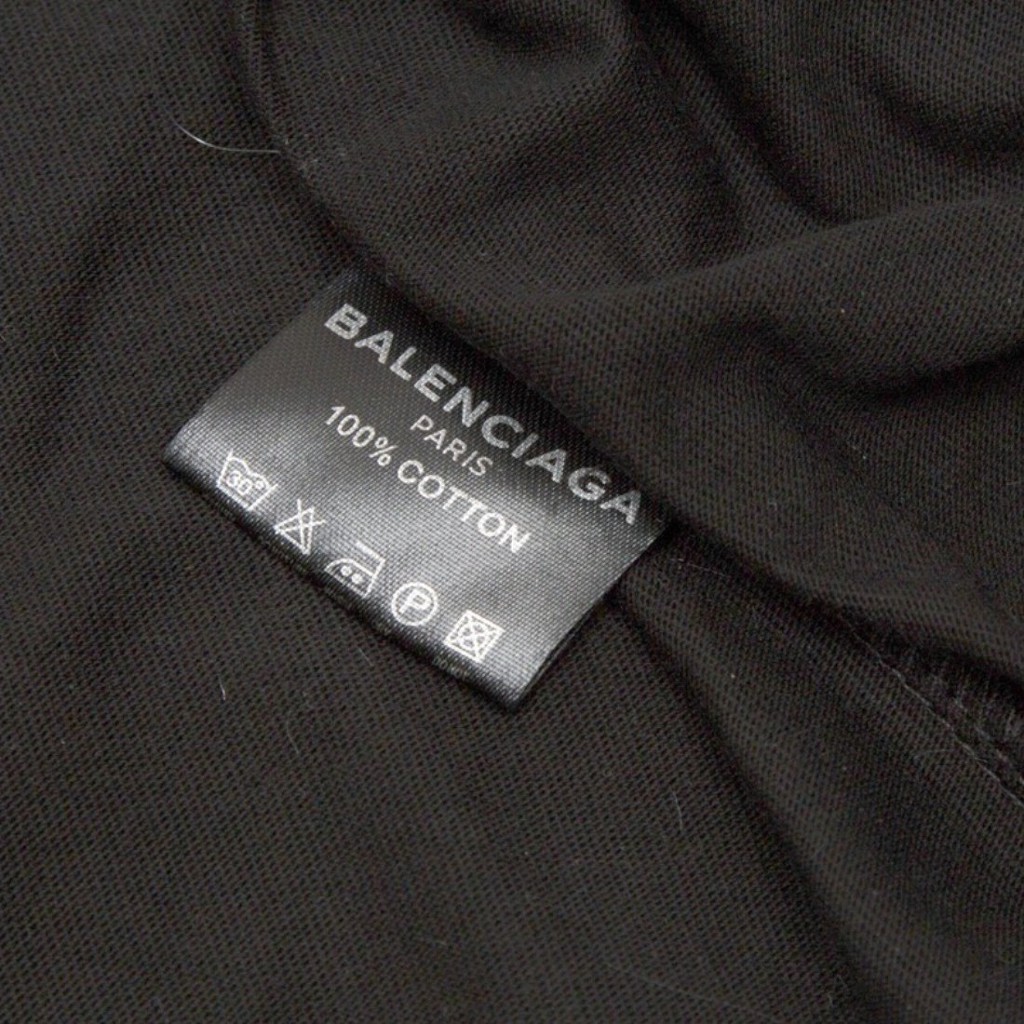 BALENCIAGA
PARIS
100% COTTON
30°
P